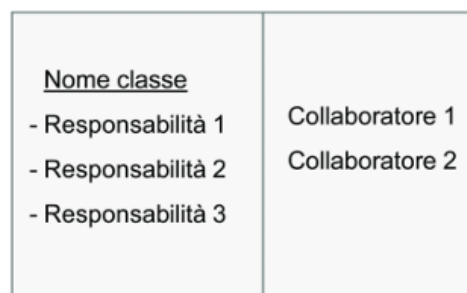 Nome classe
- Responsabilità 1
- Responsabilità 2
- Responsabilità 3
Collaboratore 1
Collaboratore 2